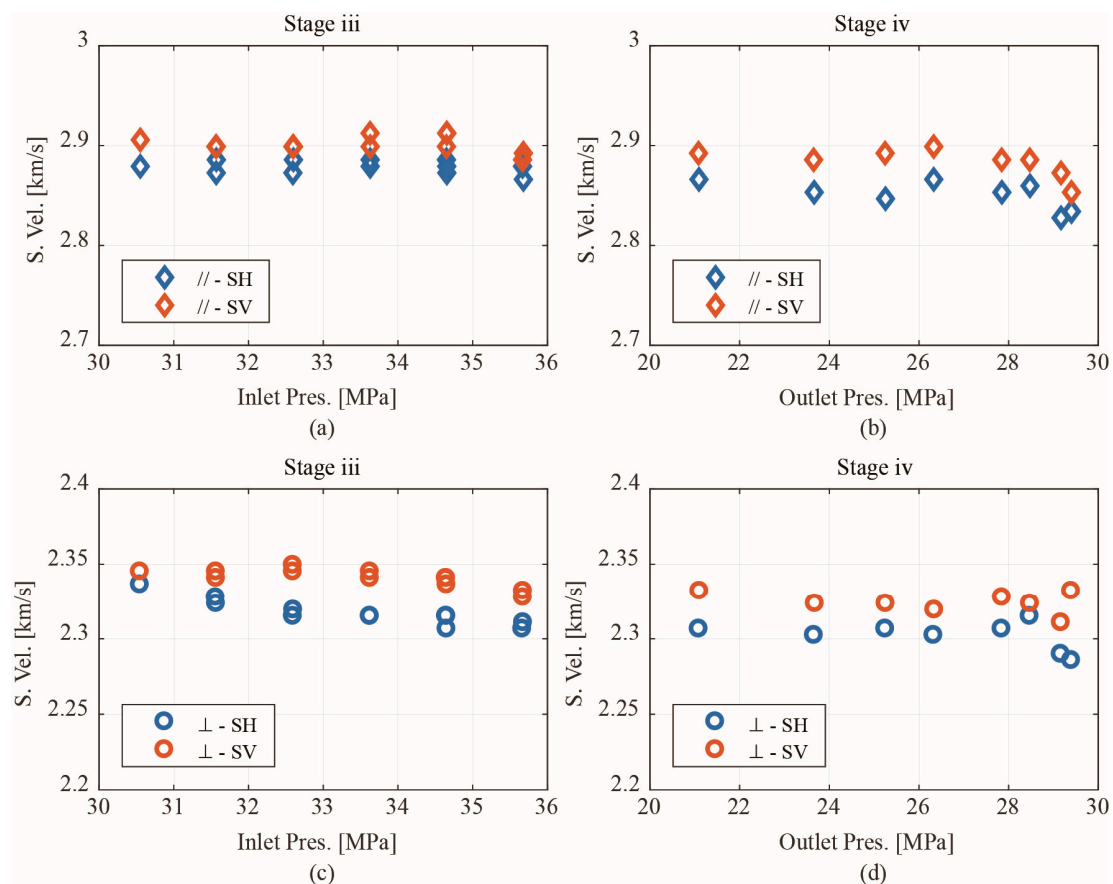 Stage iii
3
2.9
2.8
2.7
S. Vel. [km/s]
// - SH
// - SV
30 31 32 33 34 35 36
Inlet Pres. [MPa]
(a)
Stage iv
3
2.9
2.8
2.7
S. Vel. [km/s]
// - SH
// - SV
20 22 24 26 28 30
Outlet Pres. [MPa]
(b)
Stage iii
2.4
2.35
2.3
2.25
2.2
S. Vel. [km/s]
⊥ - SH
⊥ - SV
30 31 32 33 34 35 36
Inlet Pres. [MPa]
(c)
Stage iv
2.4
2.35
2.3
2.25
2.2
S. Vel. [km/s]
⊥ - SH
⊥ - SV
20 22 24 26 28 30
Outlet Pres. [MPa]
(d)